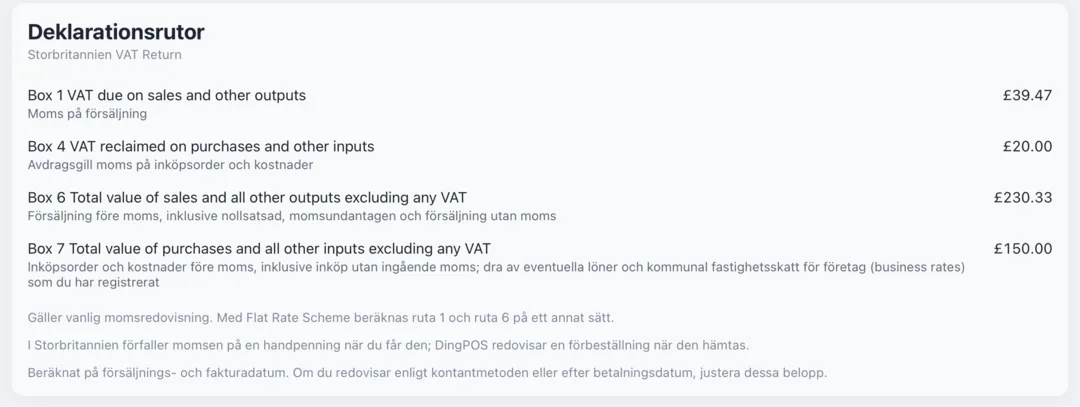 Deklarationsrutor
Storbritannien VAT Return
Box 1 VAT due on sales and other outputs £39.47
Moms på försäljning
Box 4 VAT reclaimed on purchases and other inputs £20.00
Avdragsgill moms på inköpsorder och kostnader
Box 6 Total value of sales and all other outputs excluding any VAT £230.33
Försäljning före moms, inklusive nollsatsad, momsundantagen och försäljning utan moms
Box 7 Total value of purchases and all other inputs excluding any VAT £150.00
Inköpsorder och kostnader före moms, inklusive inköp utan ingående moms; dra av eventuella löner och kommunal fastighetsskatt för företag (business rates)
som du har registrerat
Gäller vanlig momsredovisning. Med Flat Rate Scheme beräknas ruta 1 och ruta 6 på ett annat sätt.
I Storbritannien förfaller momsen på en handpenning när du får den; DingPOS redovisar en förbeställning när den hämtas.
Beräknat på försäljnings- och fakturadatum. Om du redovisar enligt kontantmetoden eller efter betalningsdatum, justera dessa belopp.